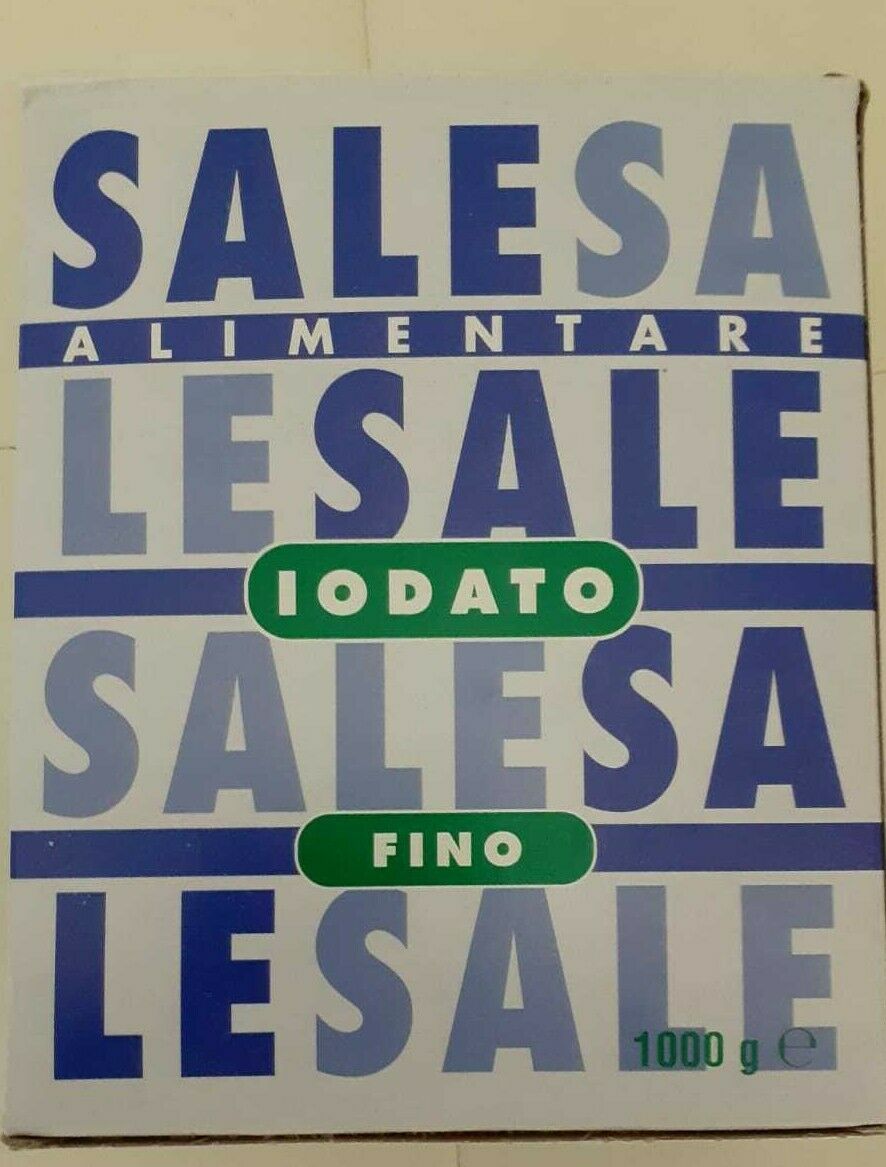 SALESA
ALIMENTARE
LESALE
IODATO
SALESA
FINO
LESALE
1000 g ℮